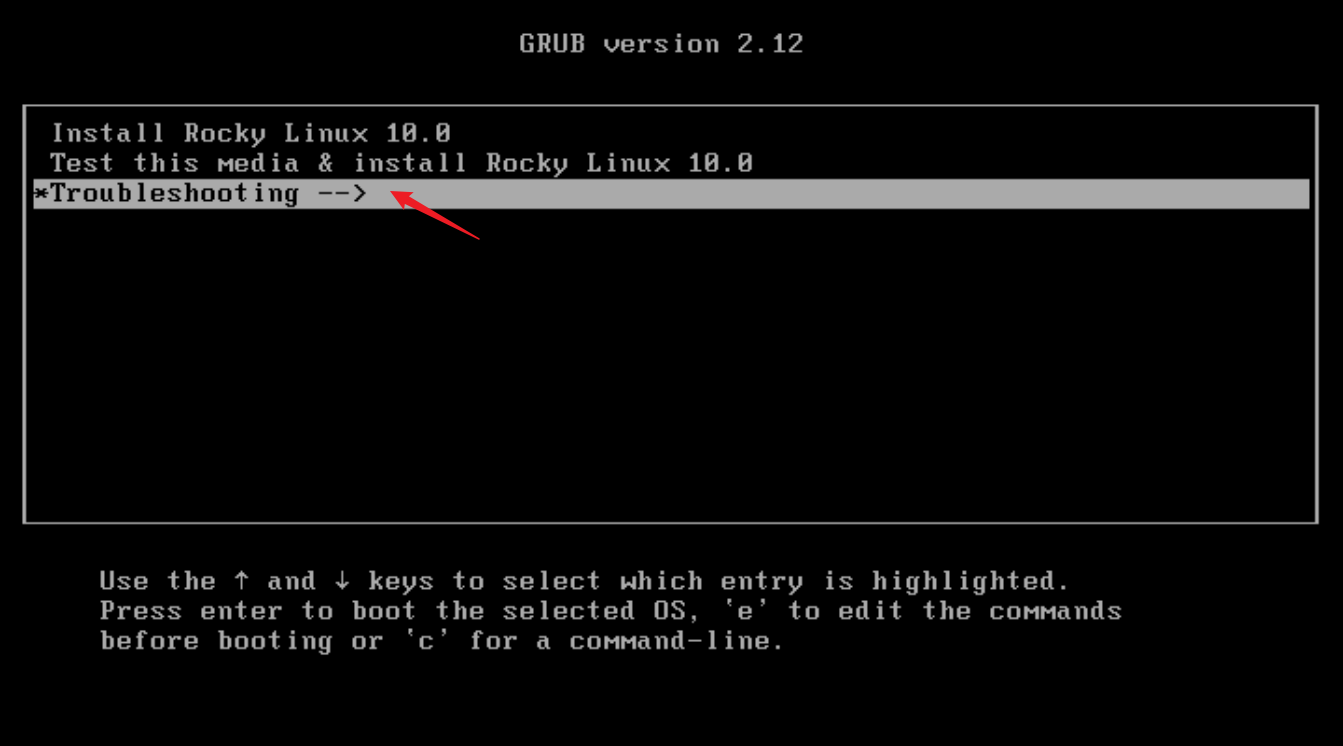 GRUB version 2.12
Install Rocky Linux 10.0
Test this media & install Rocky Linux 10.0
*Troubleshooting -->
Use the ↑ and ↓ keys to select which entry is highlighted.
Press enter to boot the selected OS, `e' to edit the commands
before booting or `c' for a command-line.